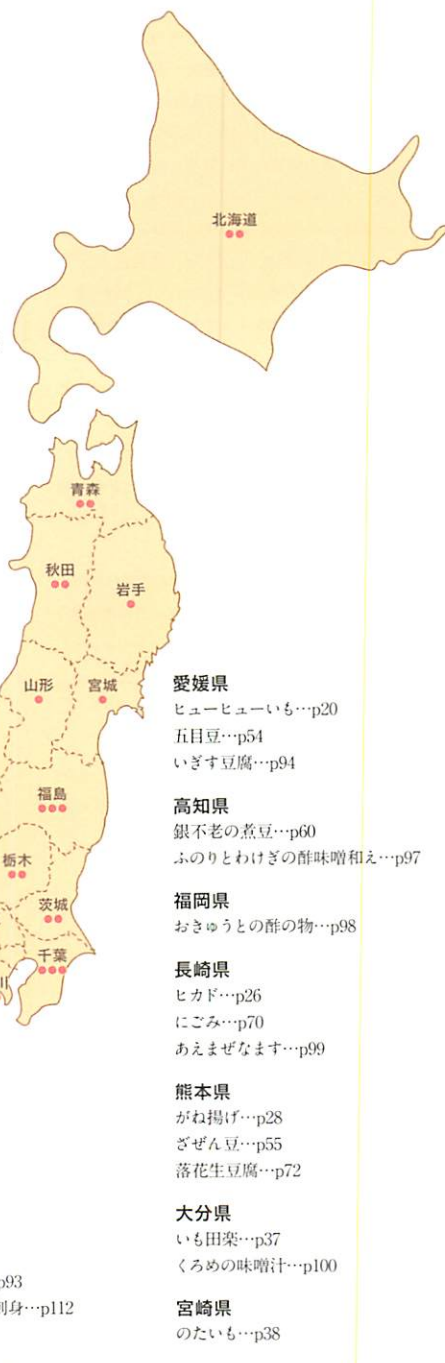 北海道
青森
秋田
岩手
山形
宮城
福島
栃木
茨城
千葉
川
愛媛県
ヒューヒューいも…p20
五目豆…p54
いぎす豆腐…p94
高知県
銀不老の煮豆…p60
ふのりとわけぎの酢味噌和え…p97
福岡県
おきゅうとの酢の物…p98
長崎県
ヒカド…p26
にごみ…p70
あえまぜなます…p99
熊本県
がね揚げ…p28
ざぜん豆…p55
落花生豆腐…p72
大分県
いも田楽…p37
くろめの味噌汁…p100
宮崎県
のたいも…p38
p93
刺身…p112